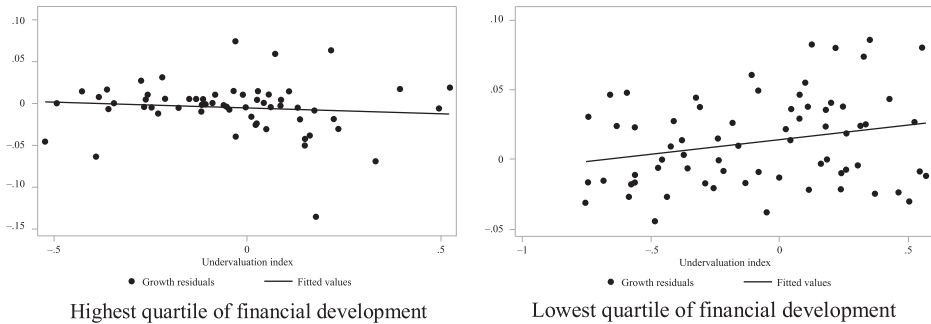 .10
.05
0
−.05
−.10
−.15
−.5
0
.5
Undervaluation index
Growth residuals
Fitted values
Highest quartile of financial development
.10
.05
0
−.05
−1
−0.5
0
0.5
Undervaluation index
Growth residuals
Fitted values
Lowest quartile of financial development